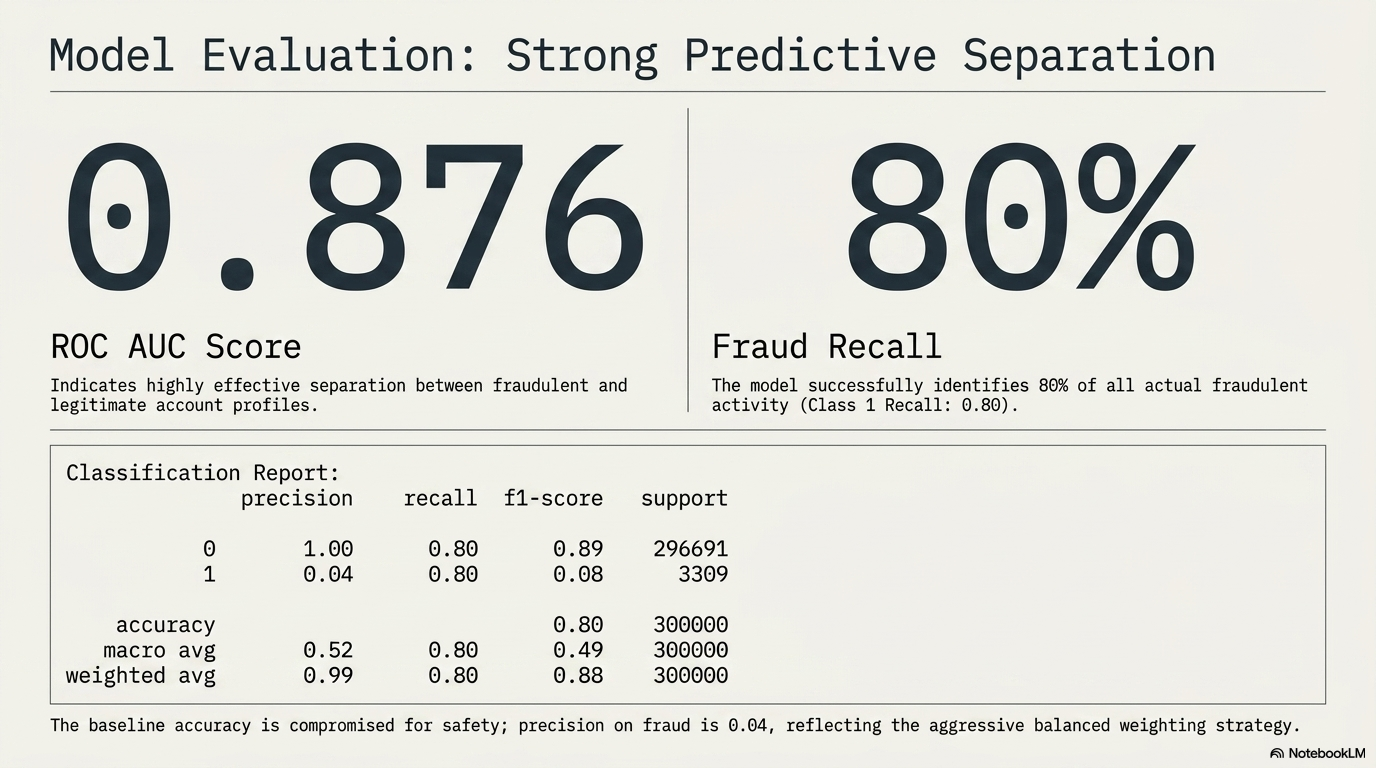 Model Evaluation: Strong Predictive Separation
0.876
ROC AUC Score
Indicates highly effective separation between fraudulent and
legitimate account profiles.
80%
Fraud Recall
The model successfully identifies 80% of all actual fraudulent
activity (Class 1 Recall: 0.80).
Classification Report:
precision recall f1-score support
0 1.00 0.80 0.89 296691
1 0.04 0.80 0.08 3309
accuracy 0.80 300000
macro avg 0.52 0.80 0.49 300000
weighted avg 0.99 0.80 0.88 300000
The baseline accuracy is compromised for safety; precision on fraud is 0.04, reflecting the aggressive balanced weighting strategy.
NotebookLM